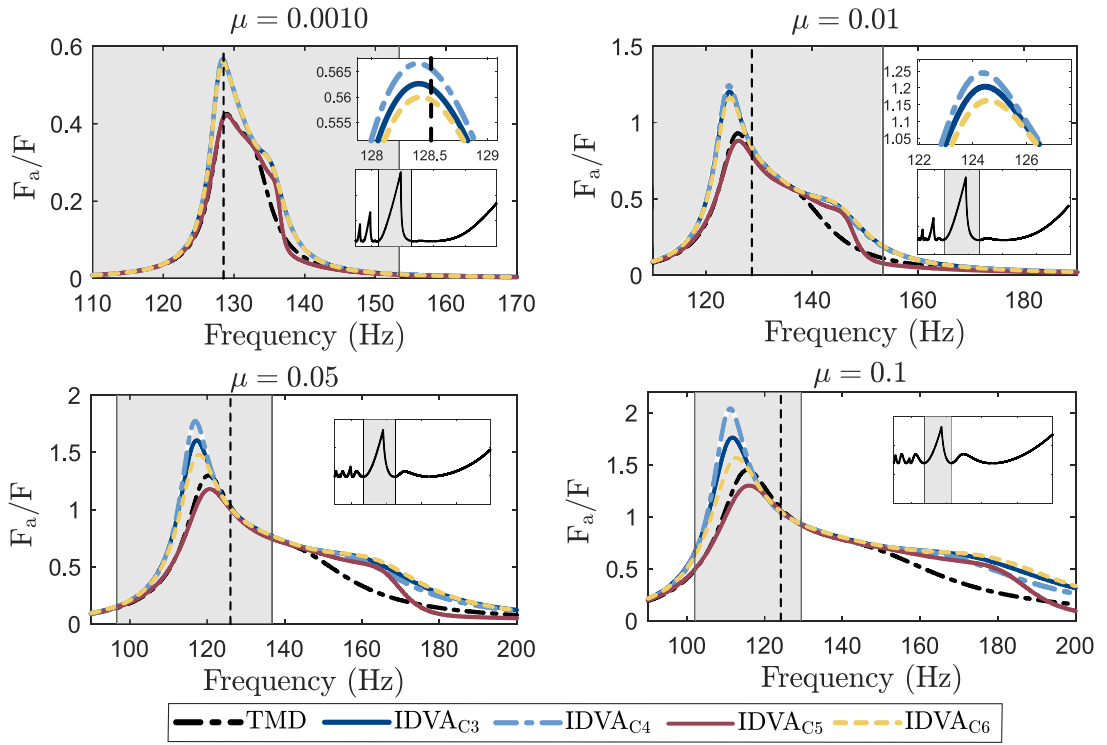 μ = 0.0010
0.6
0.4
0.2
0
F_a/F
0.565
0.56
0.555
128 128.5 129
110 120 130 140 150 160 170
Frequency (Hz)
μ = 0.01
1.5
1
0.5
0
F_a/F
1.25
1.2
1.15
1.1
1.05
122 124 126
120 140 160 180
Frequency (Hz)
μ = 0.05
2
1.5
1
0.5
0
F_a/F
100 120 140 160 180 200
Frequency (Hz)
μ = 0.1
2
1.5
1
0.5
0
F_a/F
100 120 140 160 180 200
Frequency (Hz)
TMD IDVA_C3 IDVA_C4 IDVA_C5 IDVA_C6